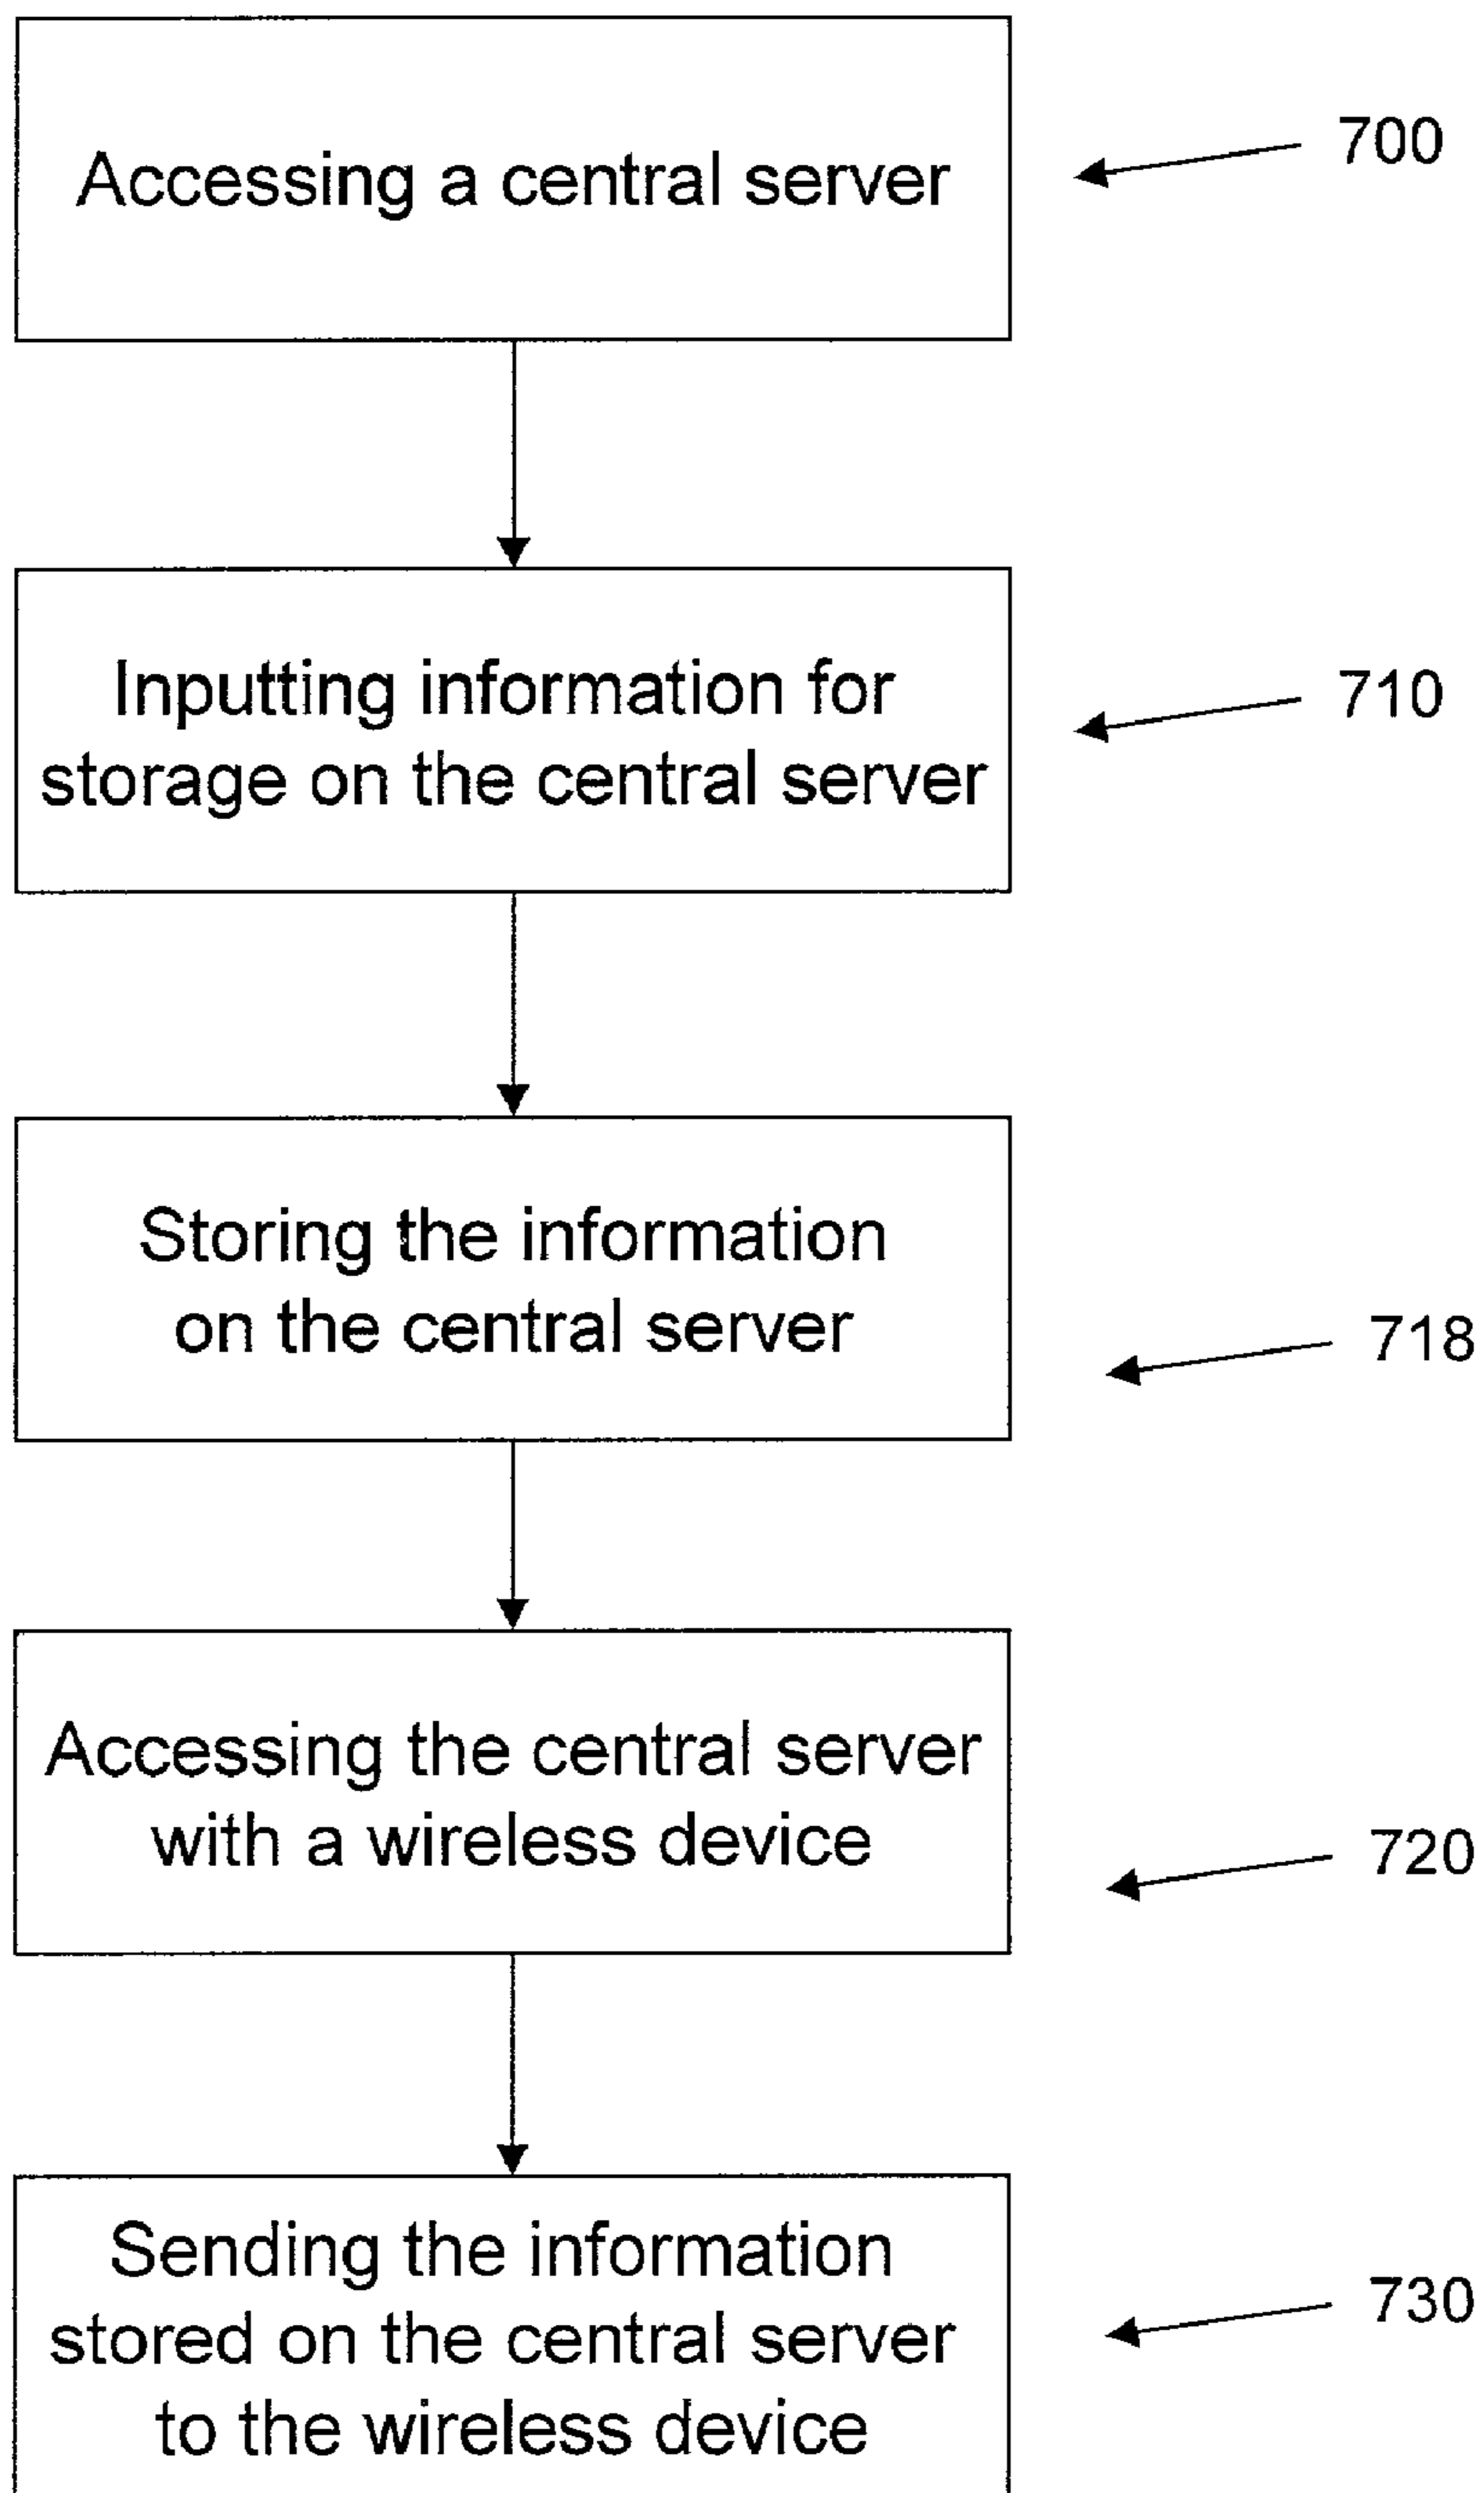 Accessing a central server
700
Inputting information for
storage on the central server
710
Storing the information
on the central server
718
Accessing the central server
with a wireless device
720
Sending the information
stored on the central server
to the wireless device
730